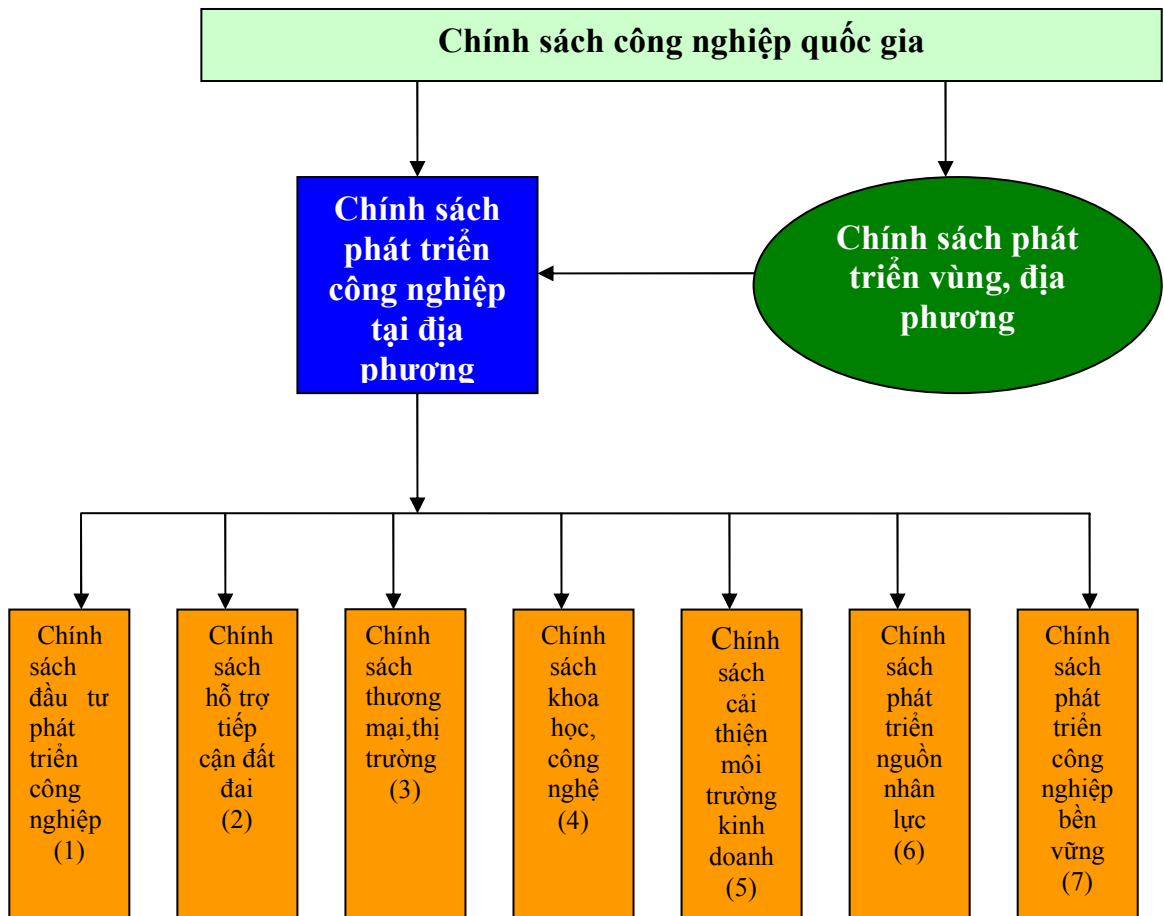 Chính sách công nghiệp quốc gia
Chính sách
phát triển
công nghiệp
tại địa
phương
Chính sách phát
triển vùng, địa
phương
Chính
sách
đầu tư
phát
triển
công
nghiệp
(1)
Chính
sách
hỗ trợ
tiếp
cận đất
đai
(2)
Chính
sách
thương
mại,thị
trường
(3)
Chính
sách
khoa
học,
công
nghệ
(4)
Chính
sách
cải
thiện
môi
trường
kinh
doanh
(5)
Chính
sách
phát
triển
nguồn
nhân
lực
(6)
Chính
sách
phát
triển
công
nghiệp
bền
vững
(7)